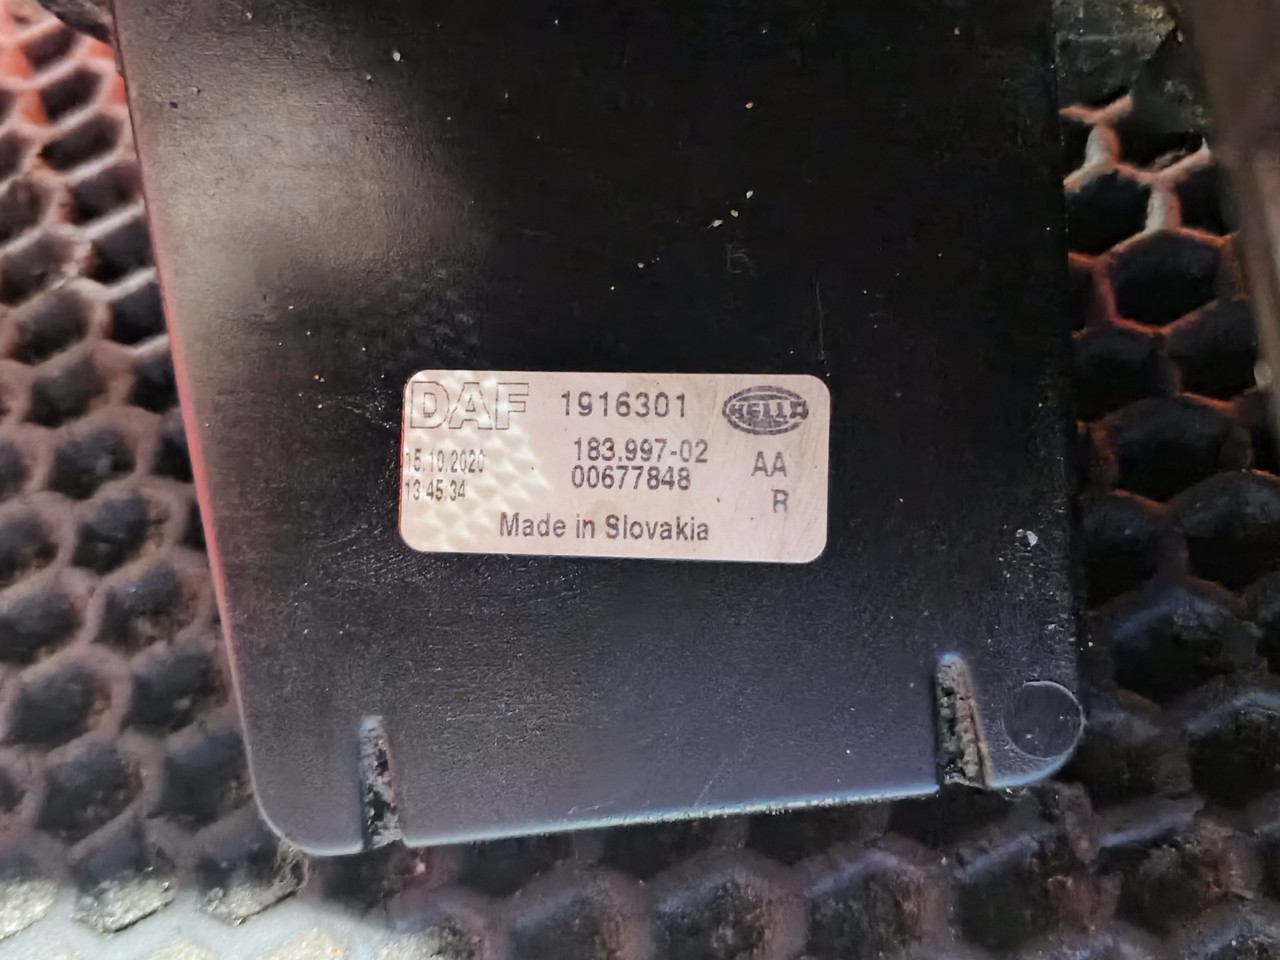 DAF 1916301 HELLA
15.10.2020 183.997-02 AA
13:45:34 00677848 R
Made in Slovakia